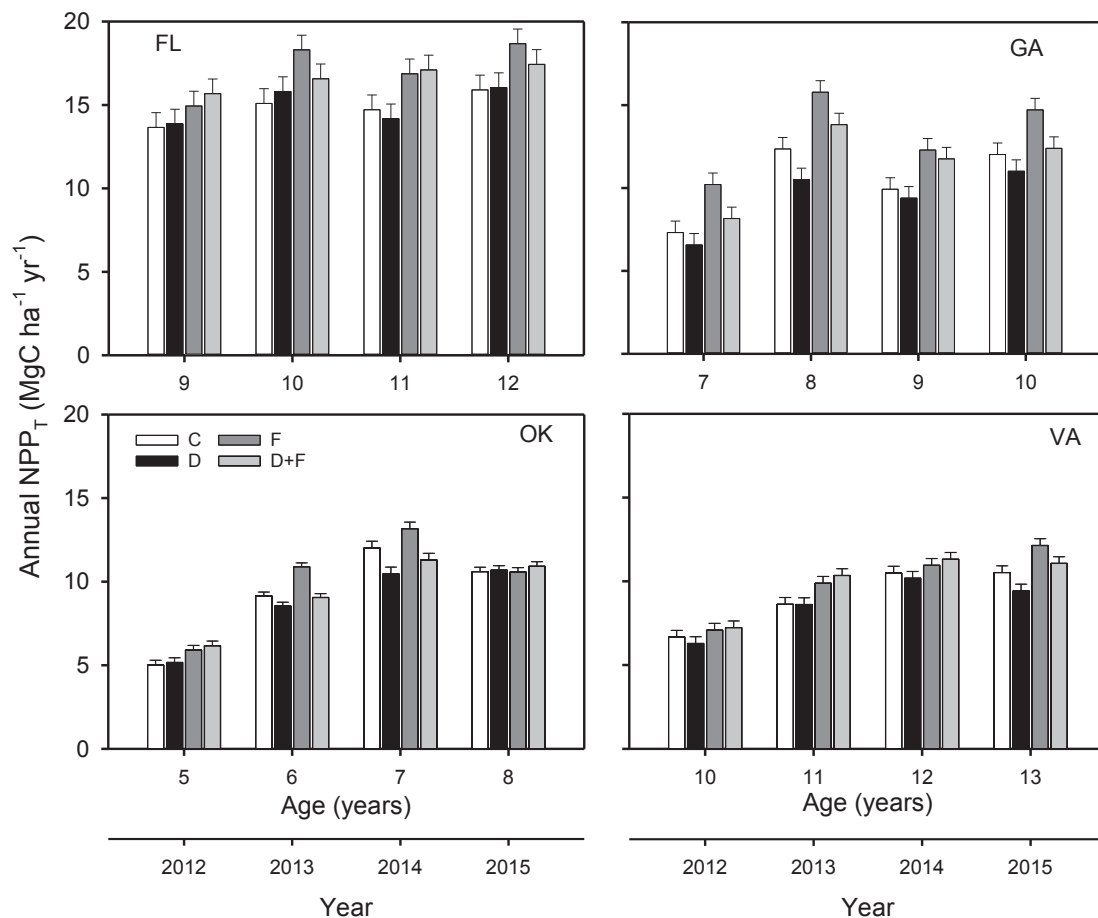 Annual NPP_T (MgC ha⁻¹ yr⁻¹)
20
15
10
5
0
FL
9 10 11 12
GA
7 8 9 10
20
15
10
5
0
C F
D D+F
OK
5 6 7 8
Age (years)
2012 2013 2014 2015
Year
VA
10 11 12 13
Age (years)
2012 2013 2014 2015
Year